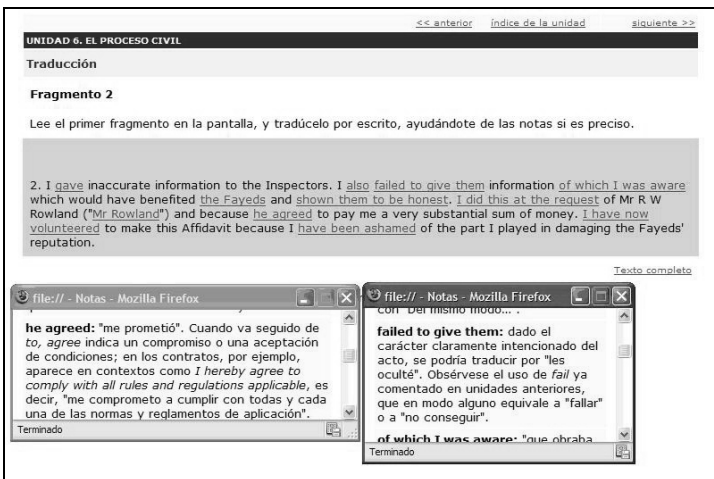 << anterior índice de la unidad siguiente >>
UNIDAD 6. EL PROCESO CIVIL
Traducción
Fragmento 2
Lee el primer fragmento en la pantalla, y tradúcelo por escrito, ayudándote de las notas si es preciso.
2. I gave inaccurate information to the Inspectors. I also failed to give them information of which I was aware
which would have benefited the Fayeds and shown them to be honest. I did this at the request of Mr R W
Rowland ("Mr Rowland") and because he agreed to pay me a very substantial sum of money. I have now
volunteered to make this Affidavit because I have been ashamed of the part I played in damaging the Fayeds'
reputation.
Texto completo
file:// - Notas - Mozilla Firefox
he agreed: "me prometió". Cuando va seguido de
to, agree indica un compromiso o una aceptación
de condiciones; en los contratos, por ejemplo,
aparece en contextos como I hereby agree to
comply with all rules and regulations applicable, es
decir, "me comprometo a cumplir con todas y cada
una de las normas y reglamentos de aplicación".
Terminado
file:// - Notas - Mozilla Firefox
con "Del mismo modo...".
failed to give them: dado el
carácter claramente intencionado del
acto, se podría traducir por "les
oculté". Obsérvese el uso de fail ya
comentado en unidades anteriores,
que en modo alguno equivale a "fallar"
o a "no conseguir".
of which I was aware: "que obraba
Terminado